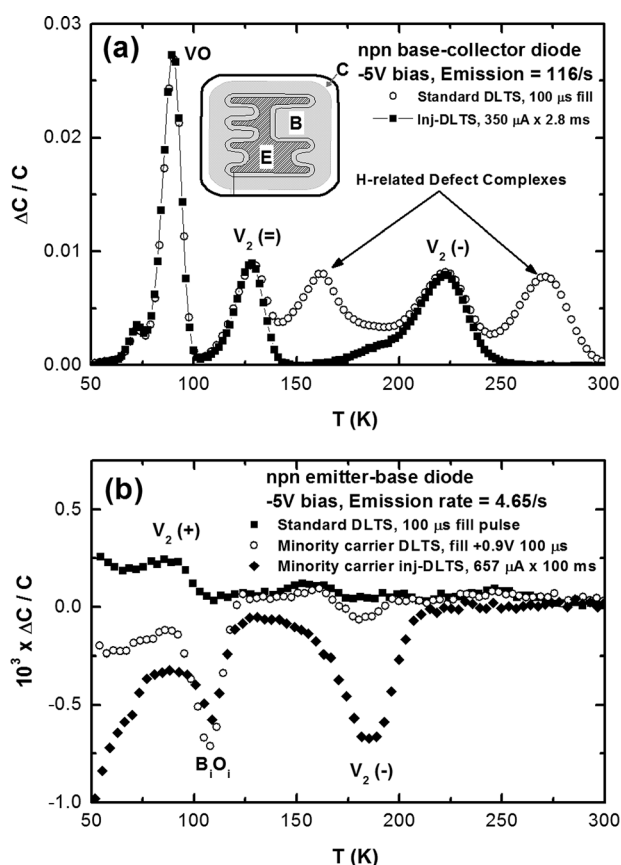 (a)
npn base-collector diode
-5V bias, Emission = 116/s
Standard DLTS, 100 μs fill
Inj-DLTS, 350 μA x 2.8 ms
VO
C
B
E
H-related Defect Complexes
V2 (=)
V2 (-)
ΔC / C
0.03
0.02
0.01
0.00
50 100 150 200 250 300
T (K)
(b)
npn emitter-base diode
-5V bias, Emission rate = 4.65/s
Standard DLTS, 100 μs fill pulse
Minority carrier DLTS, fill +0.9V 100 μs
Minority carrier inj-DLTS, 657 μA x 100 ms
V2 (+)
BiOi
V2 (-)
10³ x ΔC / C
0.5
0.0
-0.5
-1.0
50 100 150 200 250 300
T (K)